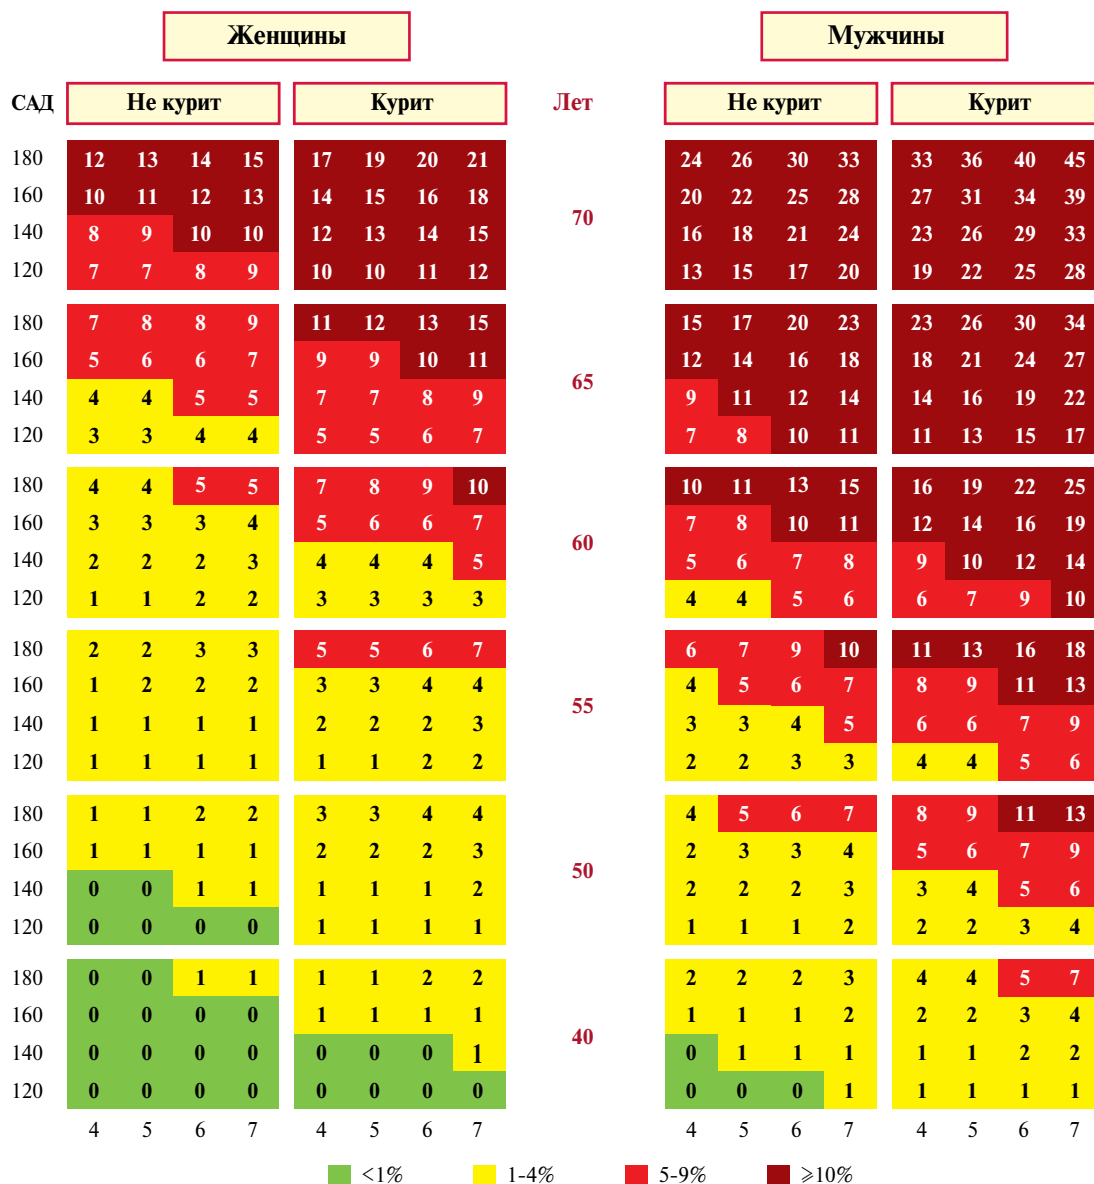 Женщины Мужчины
САД Не курит Курит Лет Не курит Курит
180 12 13 14 15 17 19 20 21 24 26 30 33 33 36 40 45
160 10 11 12 13 14 15 16 18 20 22 25 28 27 31 34 39
70
140 8 9 10 10 12 13 14 15 16 18 21 24 23 26 29 33
120 7 7 8 9 10 10 11 12 13 15 17 20 19 22 25 28
180 7 8 8 9 11 12 13 15 15 17 20 23 23 26 30 34
160 5 6 6 7 9 9 10 11 12 14 16 18 18 21 24 27
65
140 4 4 5 5 7 7 8 9 9 11 12 14 14 16 19 22
120 3 3 4 4 5 5 6 7 7 8 10 11 11 13 15 17
180 4 4 5 5 7 8 9 10 10 11 13 15 16 19 22 25
160 3 3 3 4 5 6 6 7 7 8 10 11 12 14 16 19
60
140 2 2 2 3 4 4 4 5 5 6 7 8 9 10 12 14
120 1 1 2 2 3 3 3 3 4 4 5 6 6 7 9 10
180 2 2 3 3 5 5 6 7 6 7 9 10 11 13 16 18
160 1 2 2 2 3 3 4 4 4 5 6 7 8 9 11 13
55
140 1 1 1 1 2 2 2 3 3 3 4 5 6 6 7 9
120 1 1 1 1 1 1 2 2 2 2 3 3 4 4 5 6
180 1 1 2 2 3 3 4 4 4 5 6 7 8 9 11 13
160 1 1 1 1 2 2 2 3 2 3 3 4 5 6 7 9
50
140 0 0 1 1 1 1 1 2 2 2 2 3 3 4 5 6
120 0 0 0 0 1 1 1 1 1 1 1 2 2 2 3 4
180 0 0 1 1 1 1 2 2 2 2 2 3 4 4 5 7
160 0 0 0 0 1 1 1 1 1 1 1 2 2 2 3 4
40
140 0 0 0 0 0 0 0 1 0 1 1 1 1 1 2 2
120 0 0 0 0 0 0 0 0 0 0 0 1 1 1 1 1
4 5 6 7 4 5 6 7 4 5 6 7 4 5 6 7
<1% 1-4% 5-9% ⩾10%